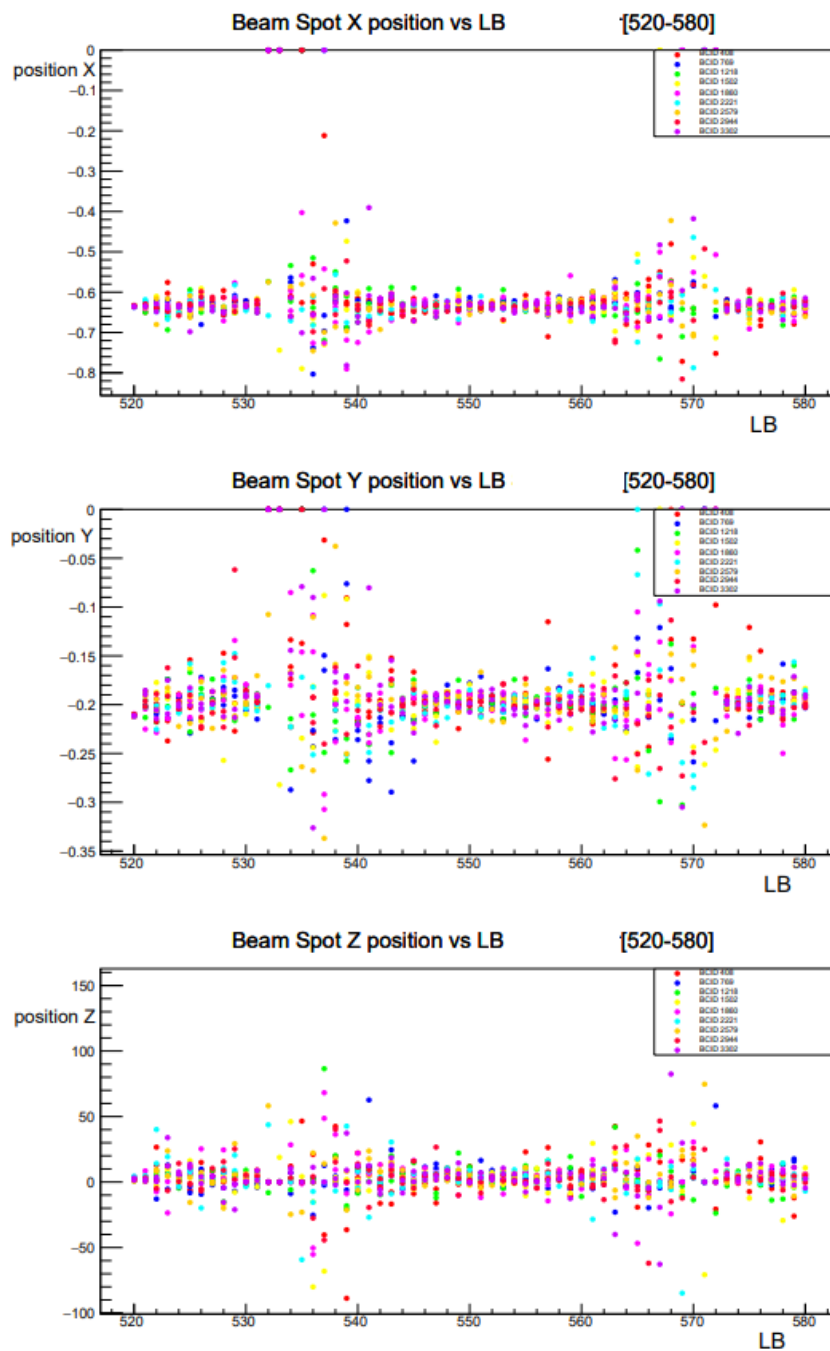 Beam Spot X position vs LB [520-580]
position X
0
−0.1
−0.2
−0.3
−0.4
−0.5
−0.6
−0.7
−0.8
BCID 408
BCID 769
BCID 1218
BCID 1502
BCID 1860
BCID 2221
BCID 2579
BCID 2944
BCID 3302
520 530 540 550 560 570 580
LB
Beam Spot Y position vs LB [520-580]
position Y
0
−0.05
−0.1
−0.15
−0.2
−0.25
−0.3
−0.35
BCID 408
BCID 769
BCID 1218
BCID 1502
BCID 1860
BCID 2221
BCID 2579
BCID 2944
BCID 3302
520 530 540 550 560 570 580
LB
Beam Spot Z position vs LB [520-580]
position Z
150
100
50
0
−50
−100
BCID 408
BCID 769
BCID 1218
BCID 1502
BCID 1860
BCID 2221
BCID 2579
BCID 2944
BCID 3302
520 530 540 550 560 570 580
LB